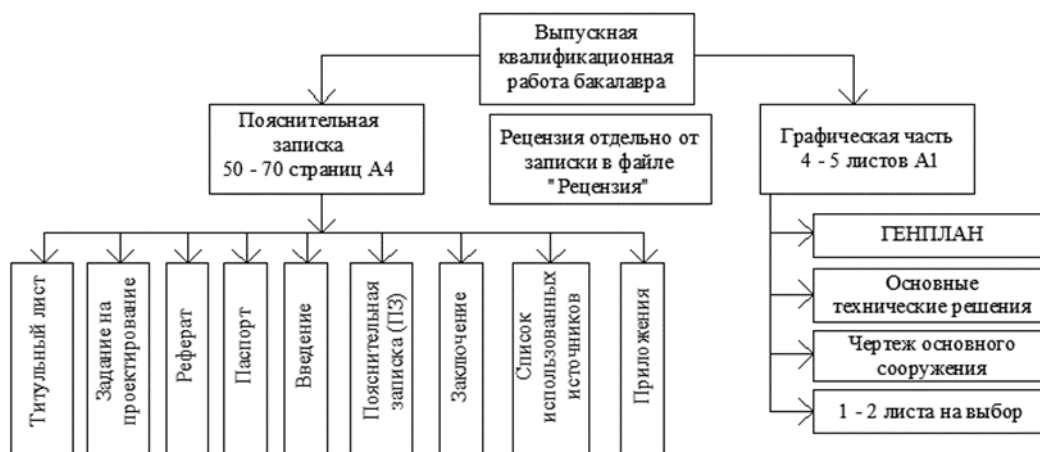 Выпускная
квалификационная
работа бакалавра
Пояснительная
записка
50 - 70 страниц А4
Рецензия отдельно от
записки в файле
"Рецензия"
Графическая часть
4 - 5 листов А1
Титульный лист
Задание на
проектирование
Реферат
Паспорт
Введение
Пояснительная
записка (ПЗ)
Заключение
Список
использованных
источников
Приложения
ГЕНПЛАН
Основные
технические решения
Чертеж основного
сооружения
1 - 2 листа на выбор